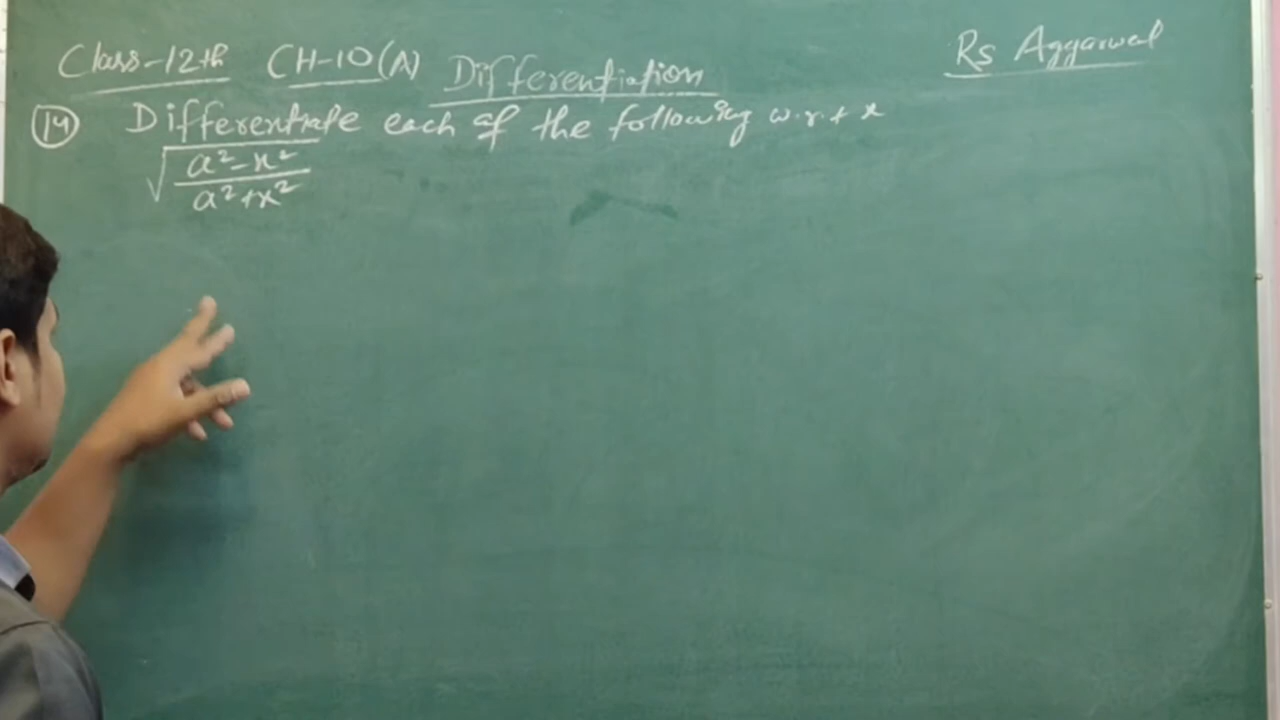 Class-12th CH-10(A) Differentiation Rs Aggarwal
(14) Differentiate each of the following w.r.t x
√((a²-x²)/(a²+x²))